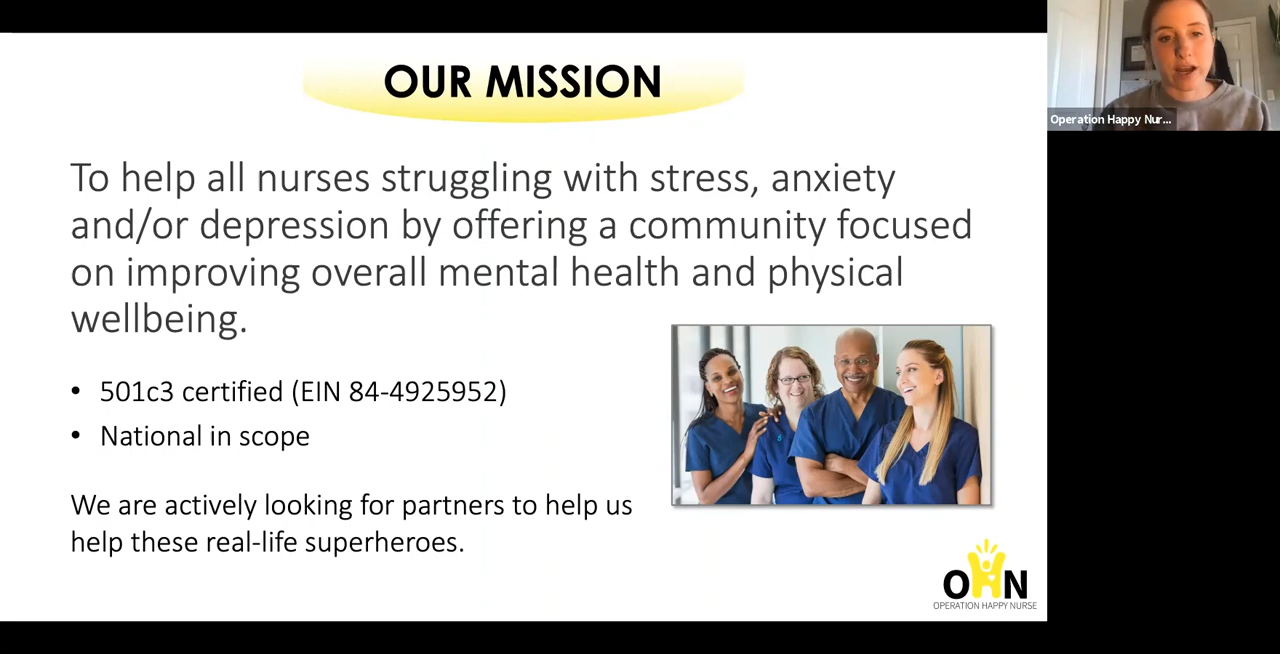 OUR MISSION
Operation Happy Nur...
To help all nurses struggling with stress, anxiety
and/or depression by offering a community focused
on improving overall mental health and physical
wellbeing.
• 501c3 certified (EIN 84-4925952)
• National in scope
We are actively looking for partners to help us
help these real-life superheroes.
OHN
OPERATION HAPPY NURSE